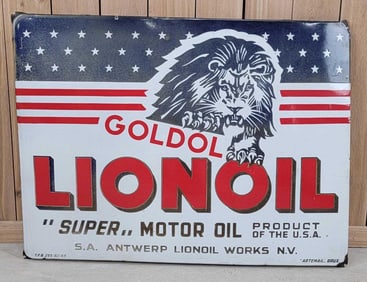 GOLDOL
LIONOIL
"SUPER,, MOTOR OIL PRODUCT OF THE U.S.A.
S.A. ANTWERP LIONOIL WORKS N.V.